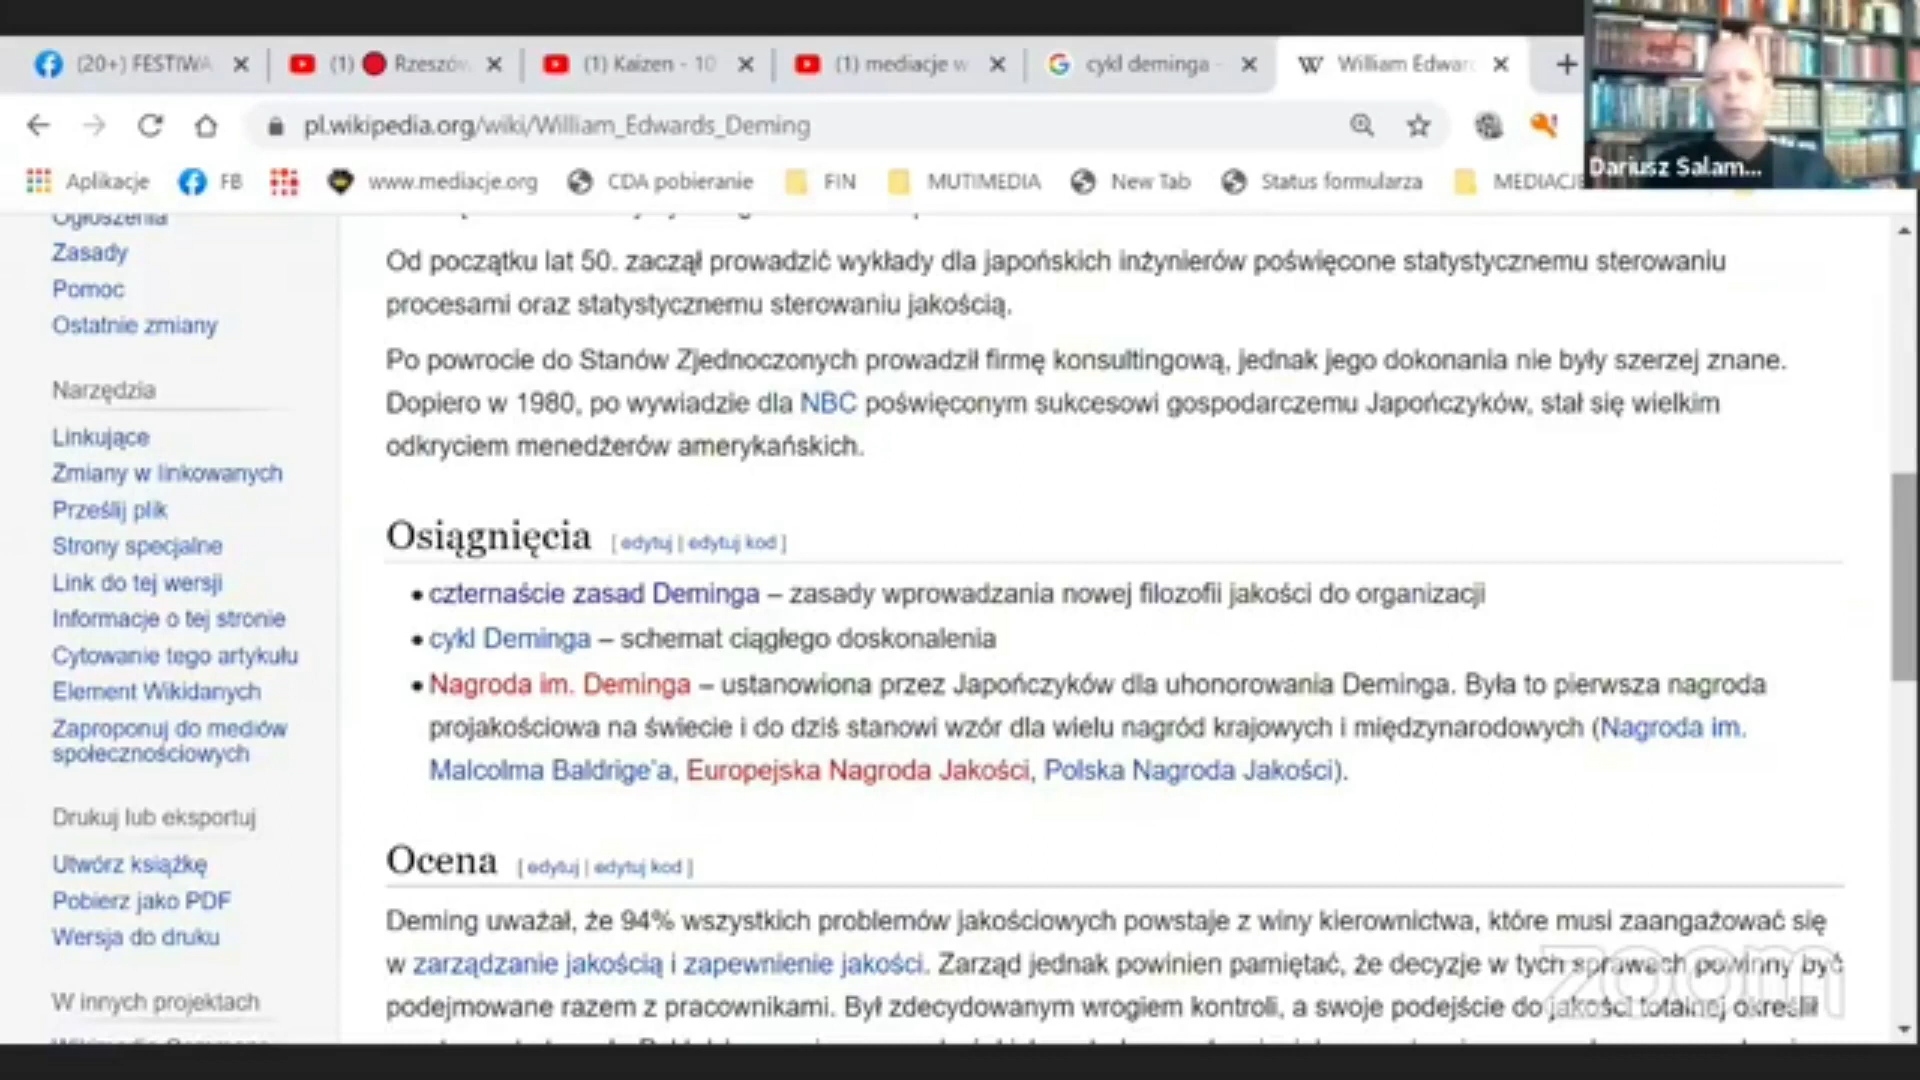 (20+) FESTIWA
(1) Rzeszów
(1) Kaizen - 10
(1) mediacje w
cykl deminga -
William Edwar
pl.wikipedia.org/wiki/William_Edwards_Deming
Dariusz Salam...
Aplikacje
FB
www.mediacje.org
CDA pobieranie
FIN
MUTIMEDIA
New Tab
Status formularza
MEDIACJE
Ogłoszenia
Zasady
Pomoc
Ostatnie zmiany
Narzędzia
Linkujące
Zmiany w linkowanych
Prześlij plik
Strony specjalne
Link do tej wersji
Informacje o tej stronie
Cytowanie tego artykułu
Element Wikidanych
Zaproponuj do mediów
społecznościowych
Drukuj lub eksportuj
Utwórz książkę
Pobierz jako PDF
Wersja do druku
W innych projektach
Od początku lat 50. zaczął prowadzić wykłady dla japońskich inżynierów poświęcone statystycznemu sterowaniu
procesami oraz statystycznemu sterowaniu jakością.
Po powrocie do Stanów Zjednoczonych prowadził firmę konsultingową, jednak jego dokonania nie były szerzej znane.
Dopiero w 1980, po wywiadzie dla NBC poświęconym sukcesowi gospodarczemu Japończyków, stał się wielkim
odkryciem menedżerów amerykańskich.
Osiągnięcia [ edytuj | edytuj kod ]
• czternaście zasad Deminga – zasady wprowadzania nowej filozofii jakości do organizacji
• cykl Deminga – schemat ciągłego doskonalenia
• Nagroda im. Deminga – ustanowiona przez Japończyków dla uhonorowania Deminga. Była to pierwsza nagroda
projakościowa na świecie i do dziś stanowi wzór dla wielu nagród krajowych i międzynarodowych (Nagroda im.
Malcolma Baldrige'a, Europejska Nagroda Jakości, Polska Nagroda Jakości).
Ocena [ edytuj | edytuj kod ]
Deming uważał, że 94% wszystkich problemów jakościowych powstaje z winy kierownictwa, które musi zaangażować się
w zarządzanie jakością i zapewnienie jakości. Zarząd jednak powinien pamiętać, że decyzje w tych sprawach powinny być
podejmowane razem z pracownikami. Był zdecydowanym wrogiem kontroli, a swoje podejście do jakości totalnej określił
zoom